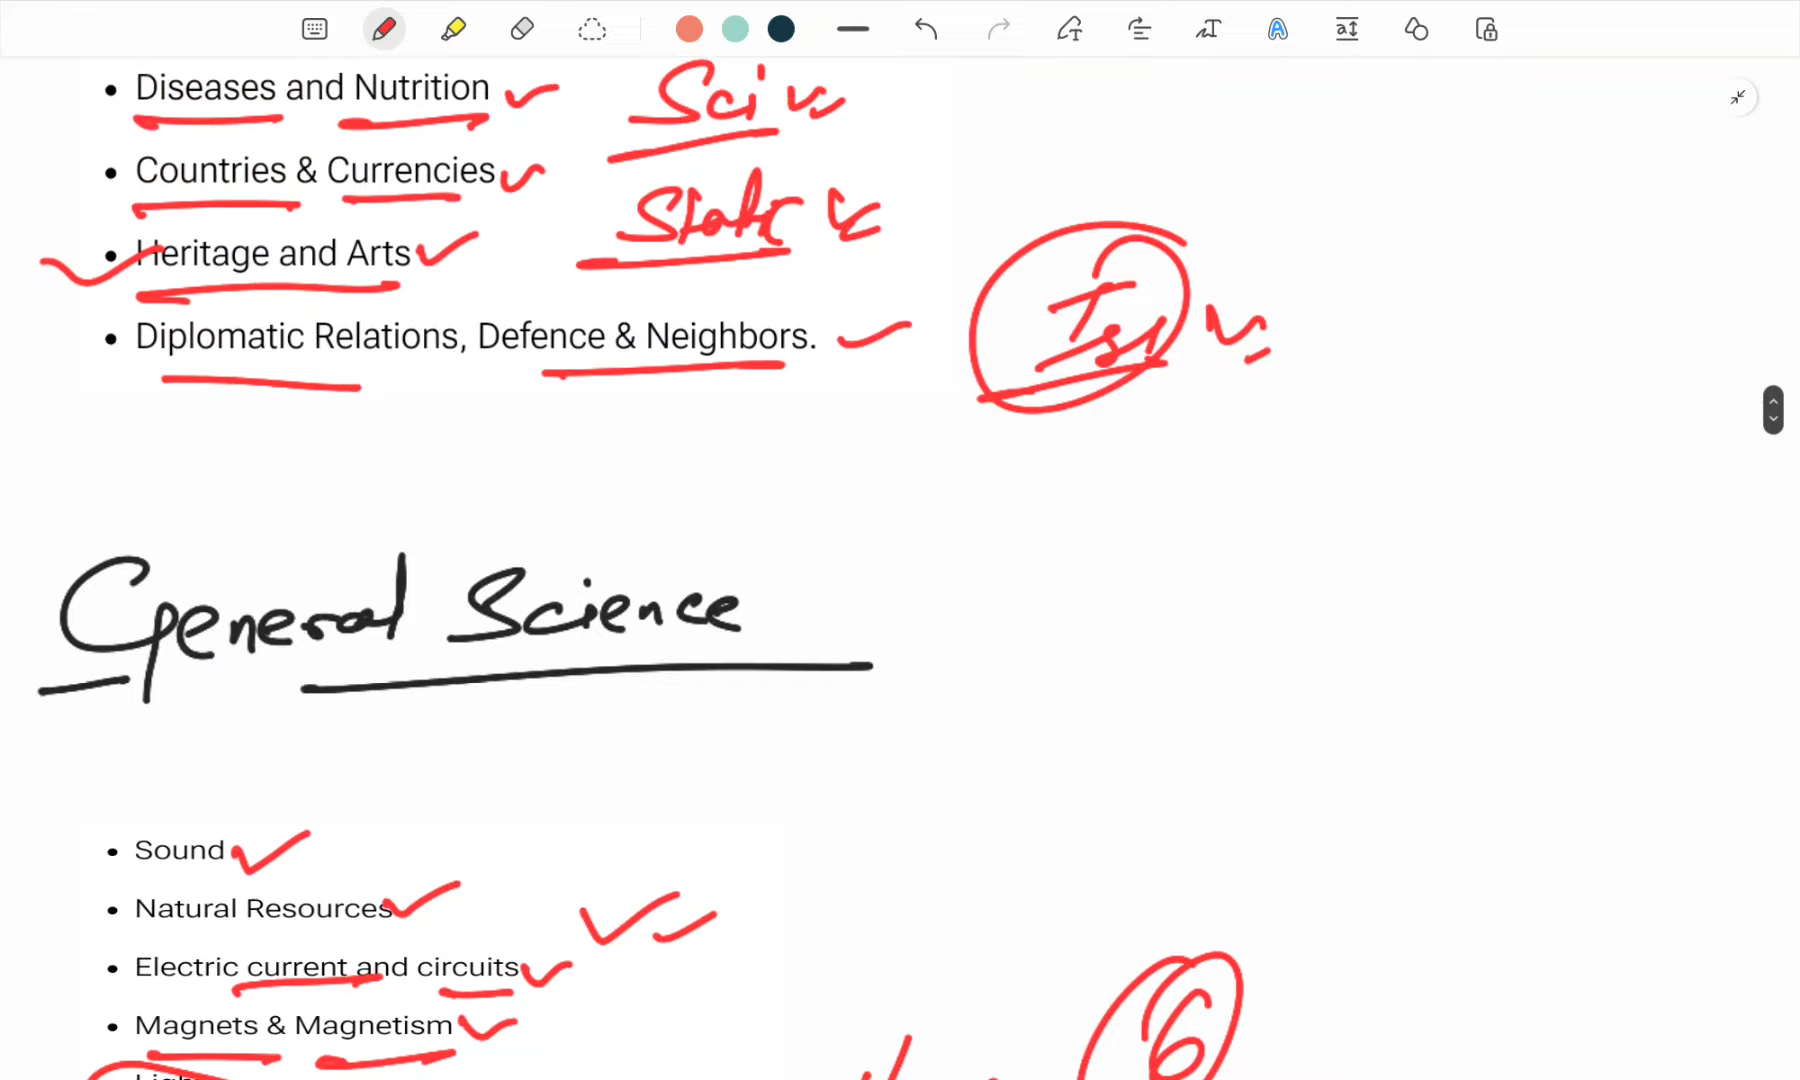 • Diseases and Nutrition
Sci
• Countries & Currencies
Static
• Heritage and Arts
• Diplomatic Relations, Defence & Neighbors.
General Science
• Sound
• Natural Resources
• Electric current and circuits
• Magnets & Magnetism
6